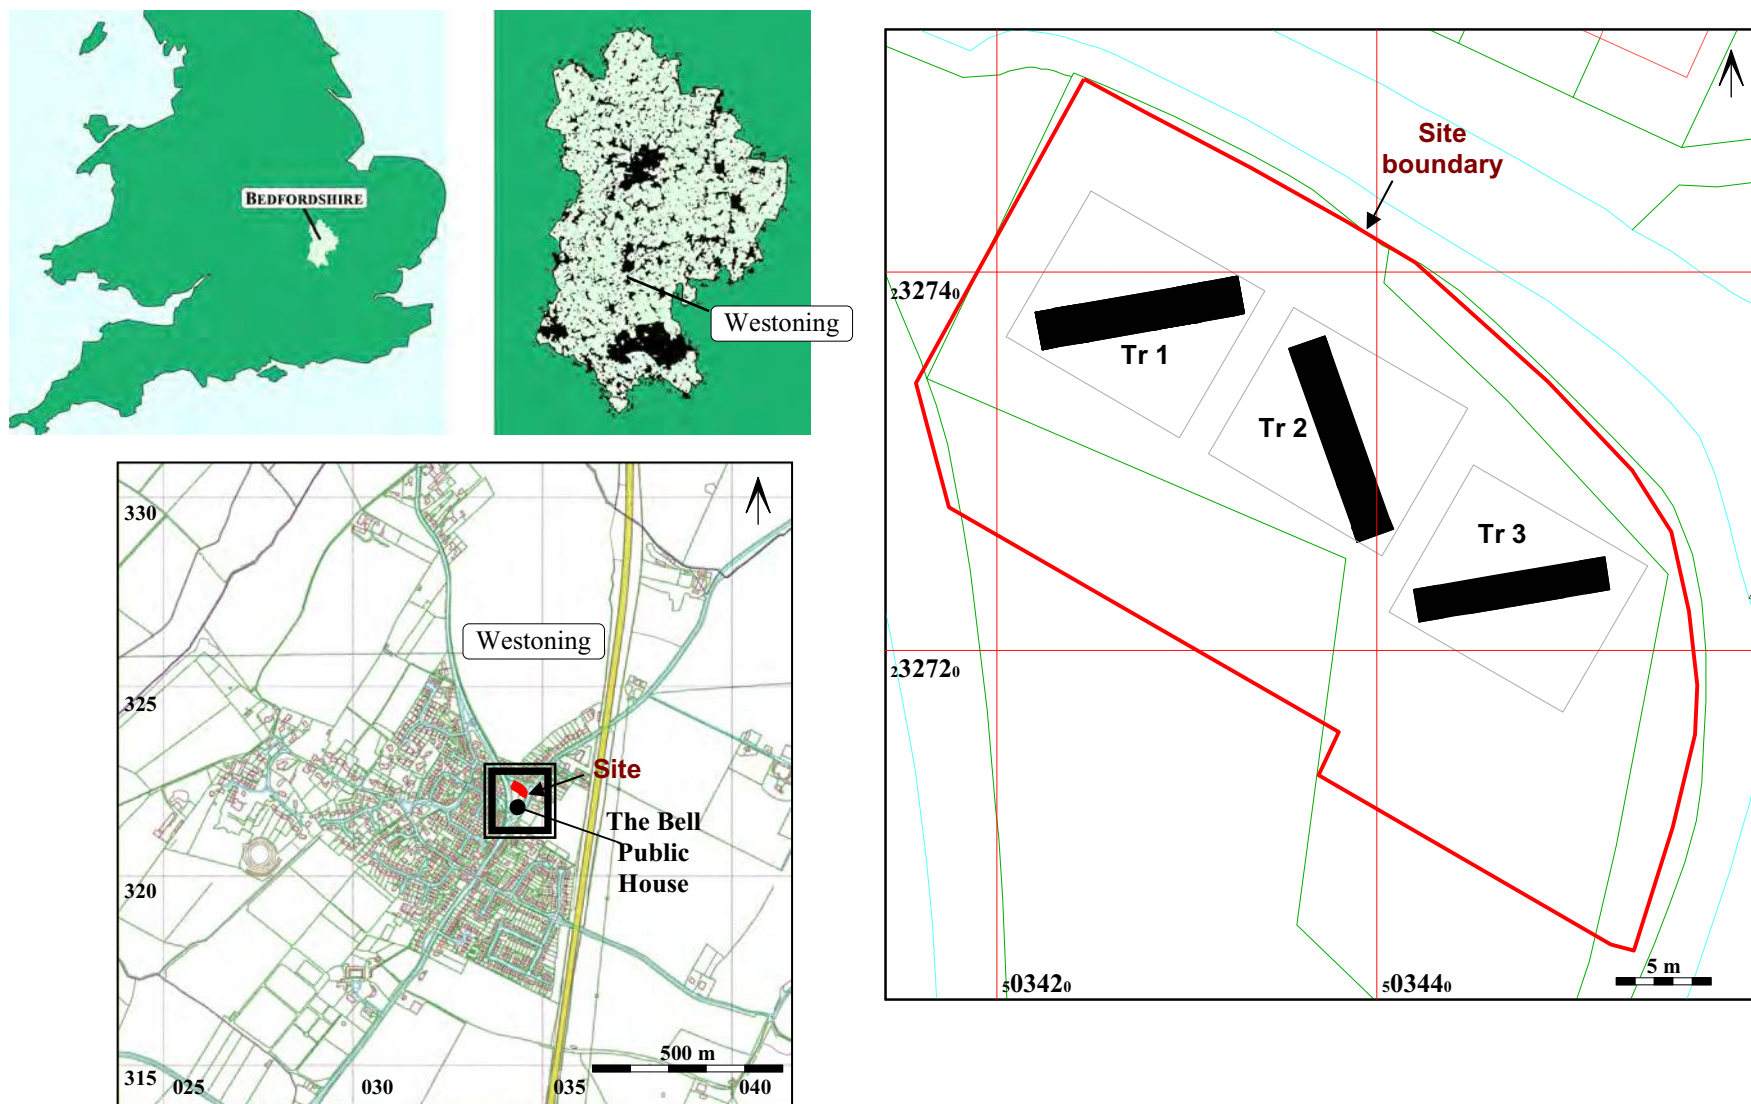 BEDFORDSHIRE
Westoning
330
325
320
315
025
030
035
040
Westoning
Site
The Bell
Public
House
500 m
Site
boundary
232740
232720
503420
503440
Tr 1
Tr 2
Tr 3
5 m